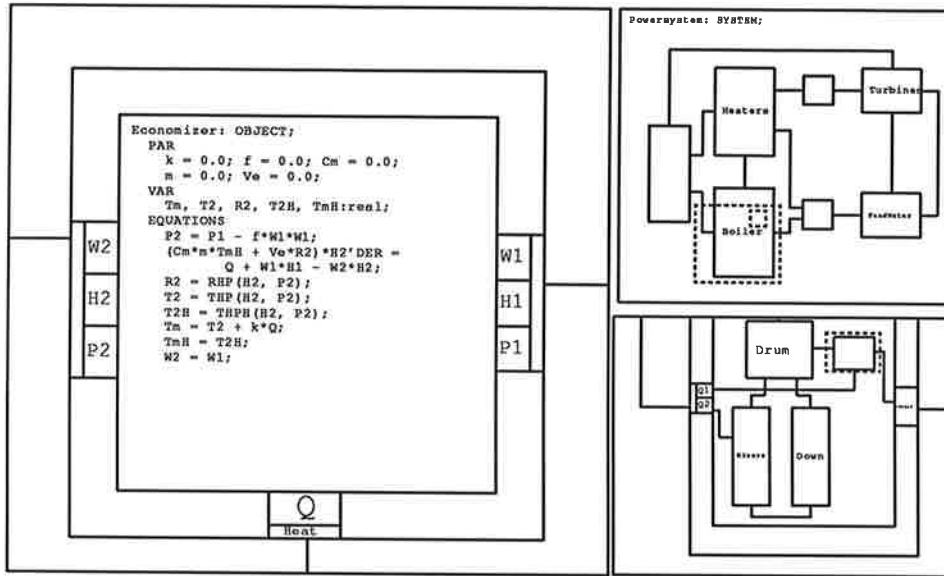 Economizer: OBJECT;
PAR
k = 0.0; f = 0.0; Cm = 0.0;
m = 0.0; Ve = 0.0;
VAR
Tm, T2, R2, T2H, TmH:real;
EQUATIONS
P2 = P1 - f*W1*W1;
(Cm*m*TmH + Ve*R2)*H2'DER =
Q + W1*H1 - W2*H2;
R2 = RHP(H2, P2);
T2 = THP(H2, P2);
T2H = THPH(H2, P2);
Tm = T2 + k*Q;
TmH = T2H;
W2 = W1;
W2
H2
P2
W1
H1
P1
Q
Heat
Powersystem: SYSTEM;
Heaters
Turbines
Boiler
FeedWater
Drum
Q1
Q2
Risers
Down